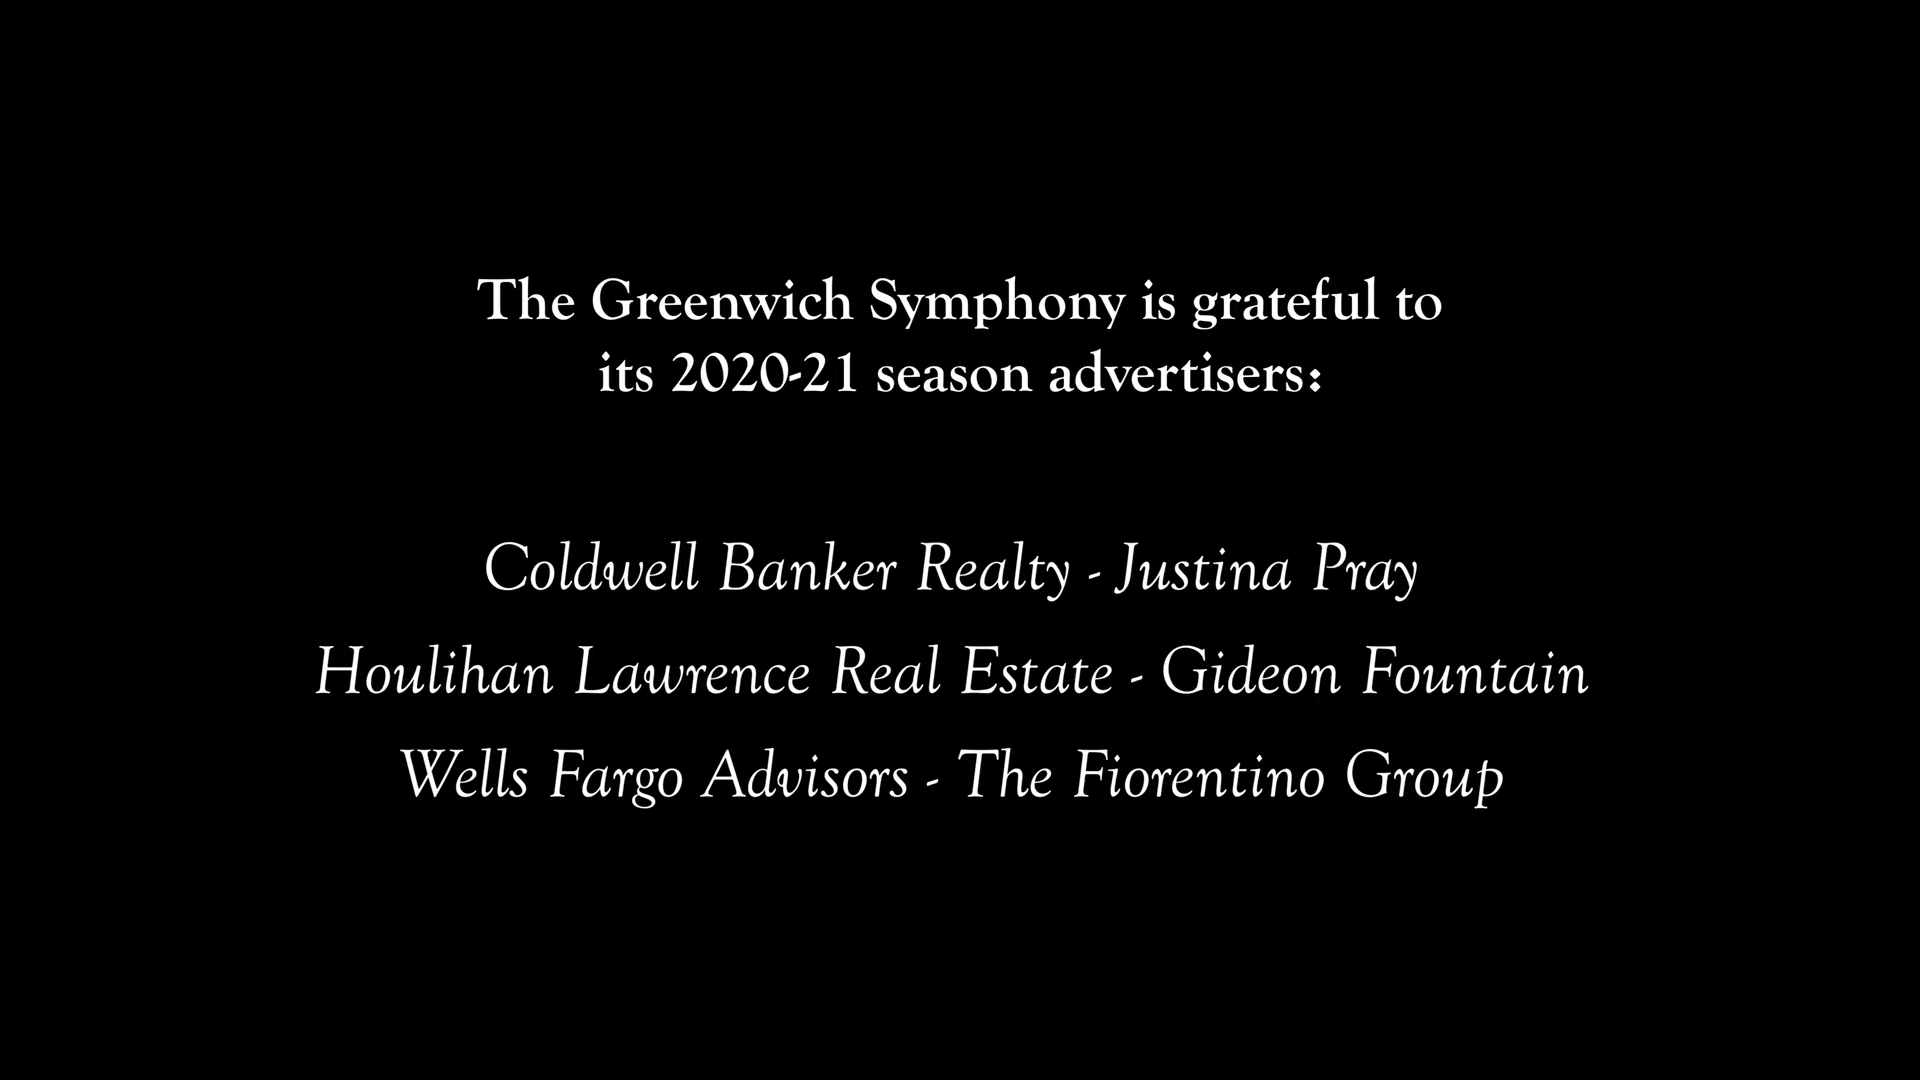 The Greenwich Symphony is grateful to
its 2020-21 season advertisers:
Coldwell Banker Realty - Justina Pray
Houlihan Lawrence Real Estate - Gideon Fountain
Wells Fargo Advisors - The Fiorentino Group